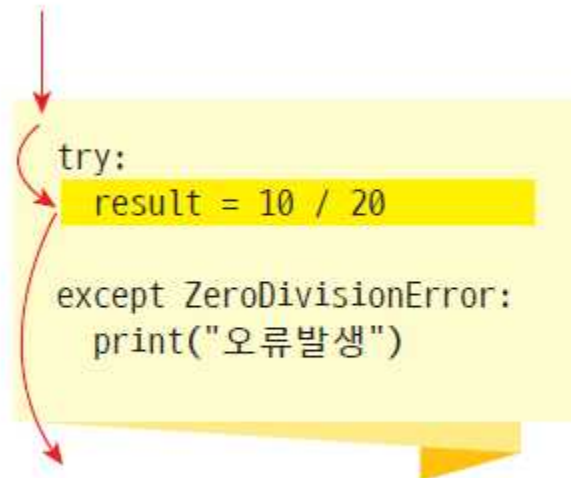 try:
  result = 10 / 20
except ZeroDivisionError:
  print("오류발생")